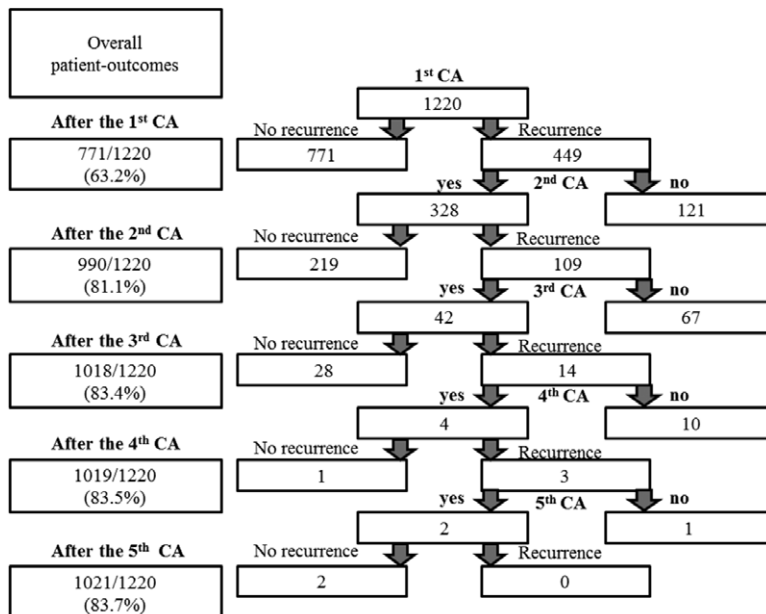 Overall
patient-outcomes
1st CA
1220
After the 1st CA
No recurrence
Recurrence
771/1220
(63.2%)
771
449
yes
2nd CA
no
328
121
After the 2nd CA
No recurrence
Recurrence
990/1220
(81.1%)
219
109
yes
3rd CA
no
42
67
After the 3rd CA
No recurrence
Recurrence
1018/1220
(83.4%)
28
14
yes
4th CA
no
4
10
After the 4th CA
No recurrence
Recurrence
1019/1220
(83.5%)
1
3
yes
5th CA
no
2
1
After the 5th CA
No recurrence
Recurrence
1021/1220
(83.7%)
2
0